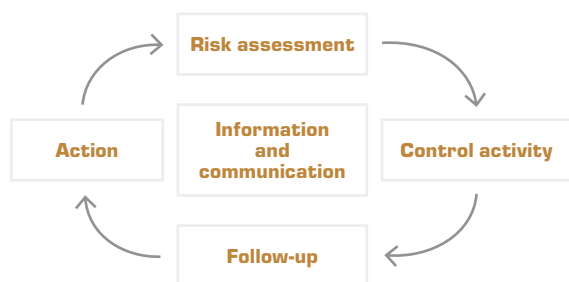 Risk assessment
Action
Information
and
communication
Control activity
Follow-up